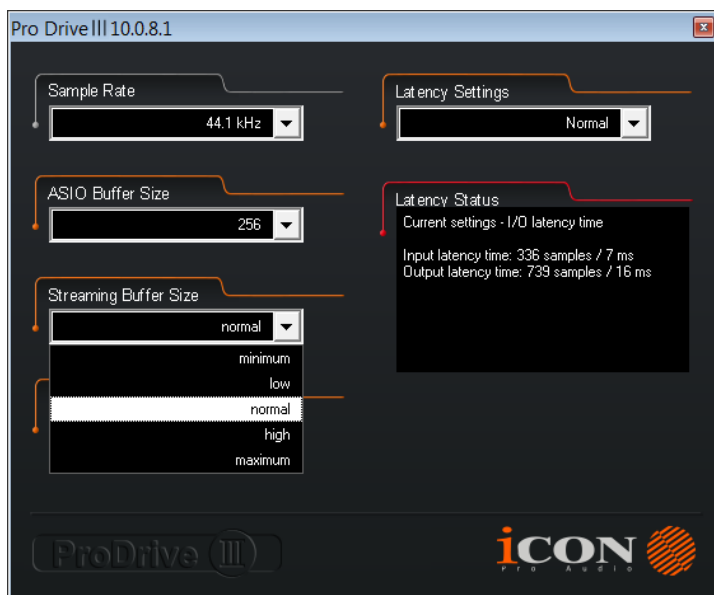 Pro Drive III 10.0.8.1
Sample Rate
44.1 kHz
ASIO Buffer Size
256
Streaming Buffer Size
normal
minimum
low
normal
high
maximum
Latency Settings
Normal
Latency Status
Current settings - I/O latency time
Input latency time: 336 samples / 7 ms
Output latency time: 739 samples / 16 ms
ProDrive III
iCON
Pro Audio